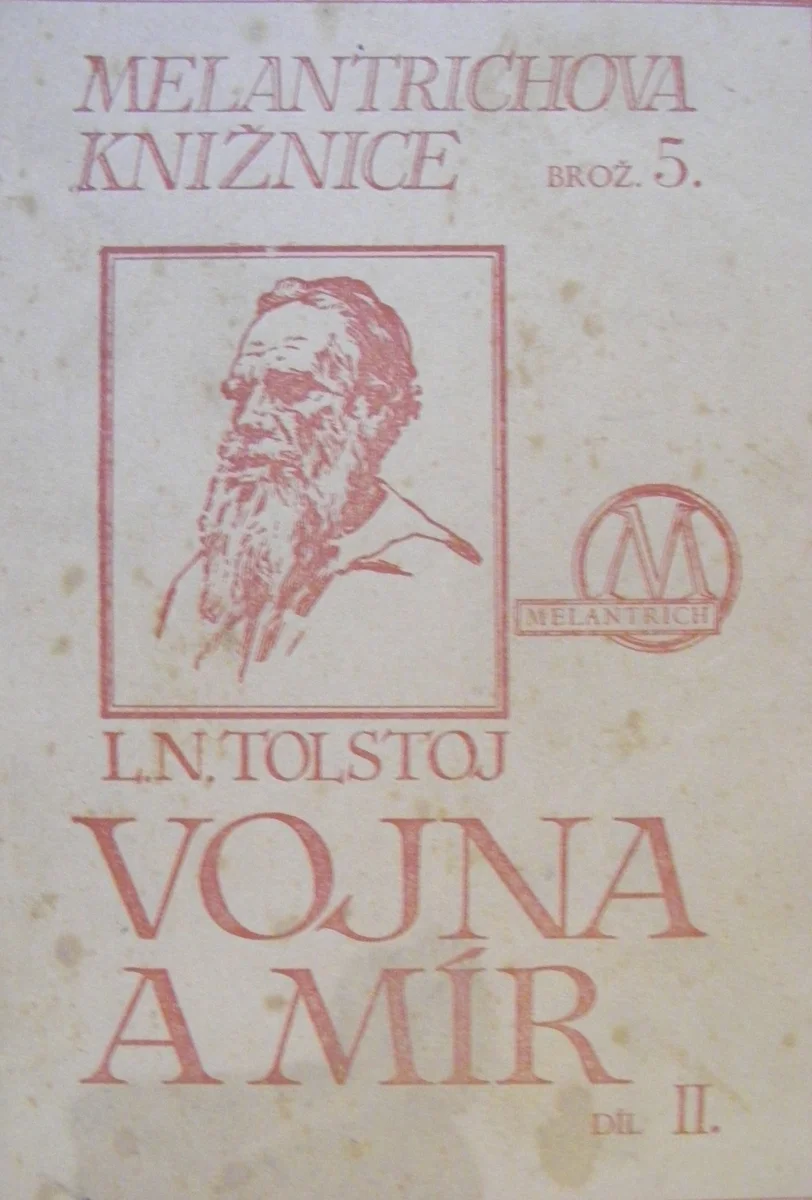 MELANTRICHOVA
KNIŽNICE BROŽ. 5.
M
MELANTRICH
L.N.TOLSTOJ
VOJNA
A MÍR
DÍL II.